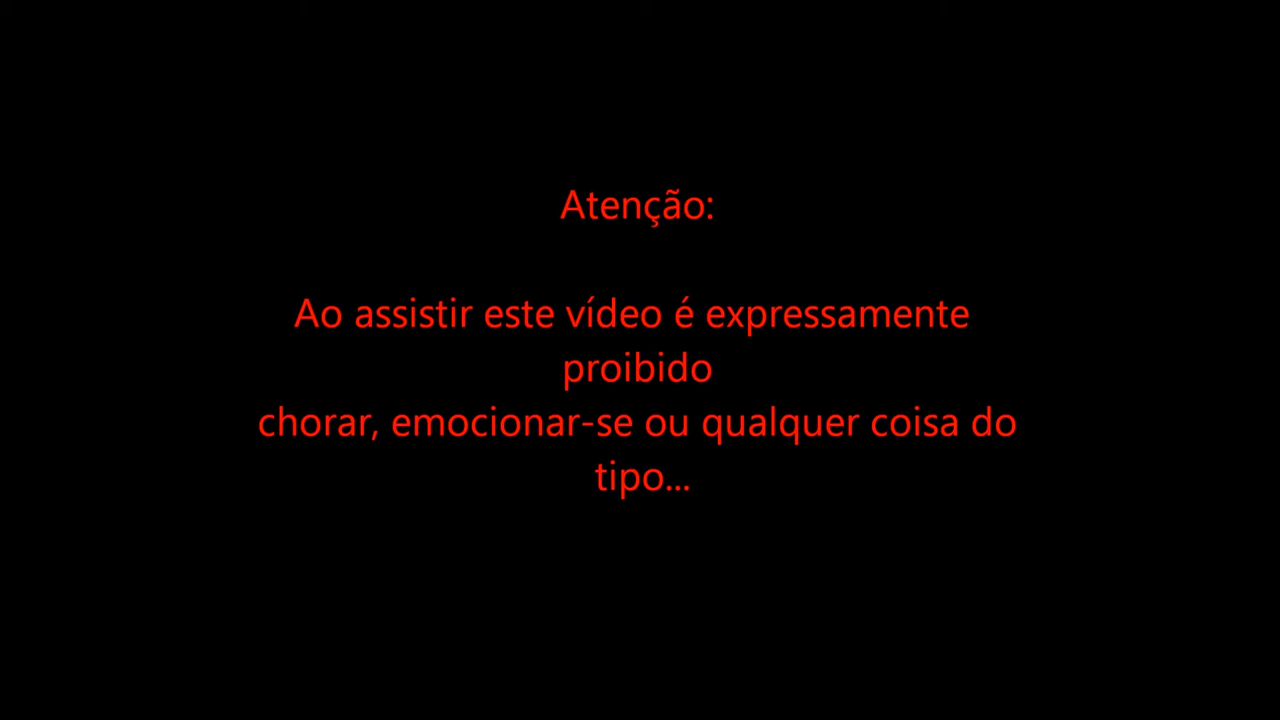 Atenção:
Ao assistir este vídeo é expressamente
proibido
chorar, emocionar-se ou qualquer coisa do
tipo...